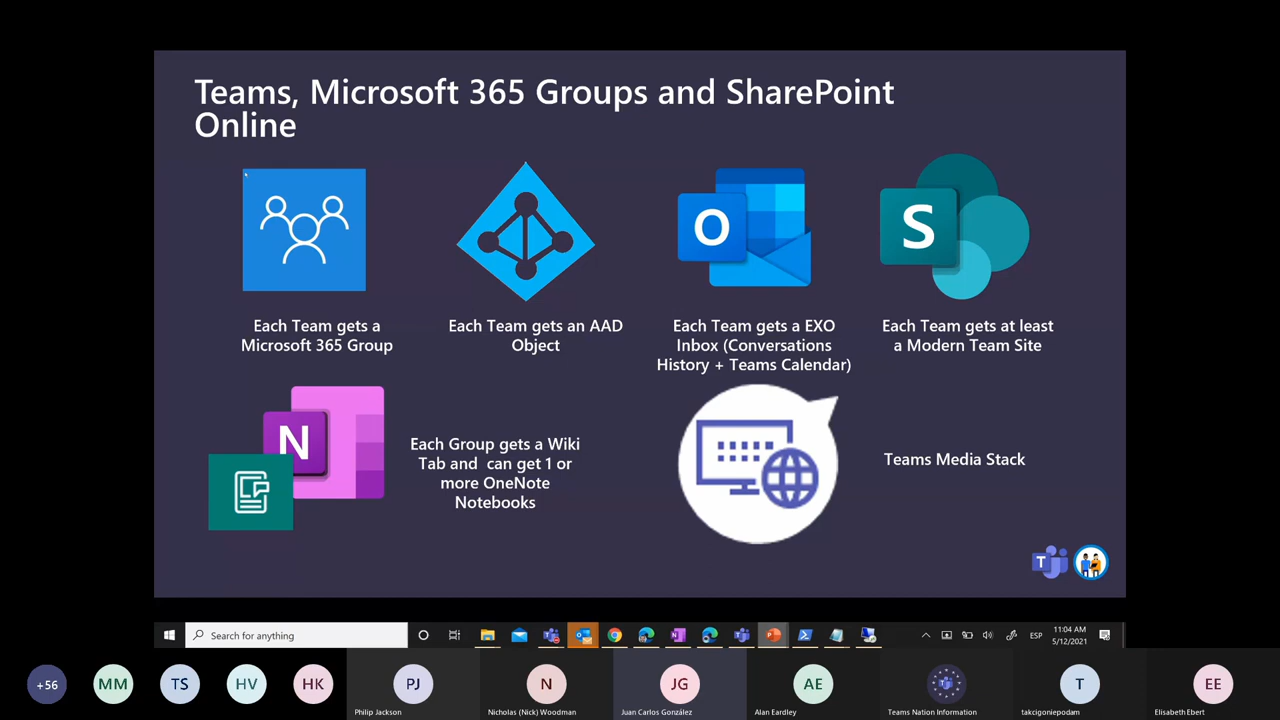 Teams, Microsoft 365 Groups and SharePoint
Online
O
S
Each Team gets a
Microsoft 365 Group
Each Team gets an AAD
Object
Each Team gets a EXO
Inbox (Conversations
History + Teams Calendar)
Each Team gets at least
a Modern Team Site
N
Each Group gets a Wiki
Tab and can get 1 or
more OneNote
Notebooks
Teams Media Stack
T
Search for anything
ESP
11:04 AM
5/12/2021
+56
MM
TS
HV
HK
PJ
Philip Jackson
N
Nicholas (Nick) Woodman
JG
Juan Carlos González
AE
Alan Eardley
Teams Nation Information
T
takcigoniepodam
EE
Elisabeth Ebert